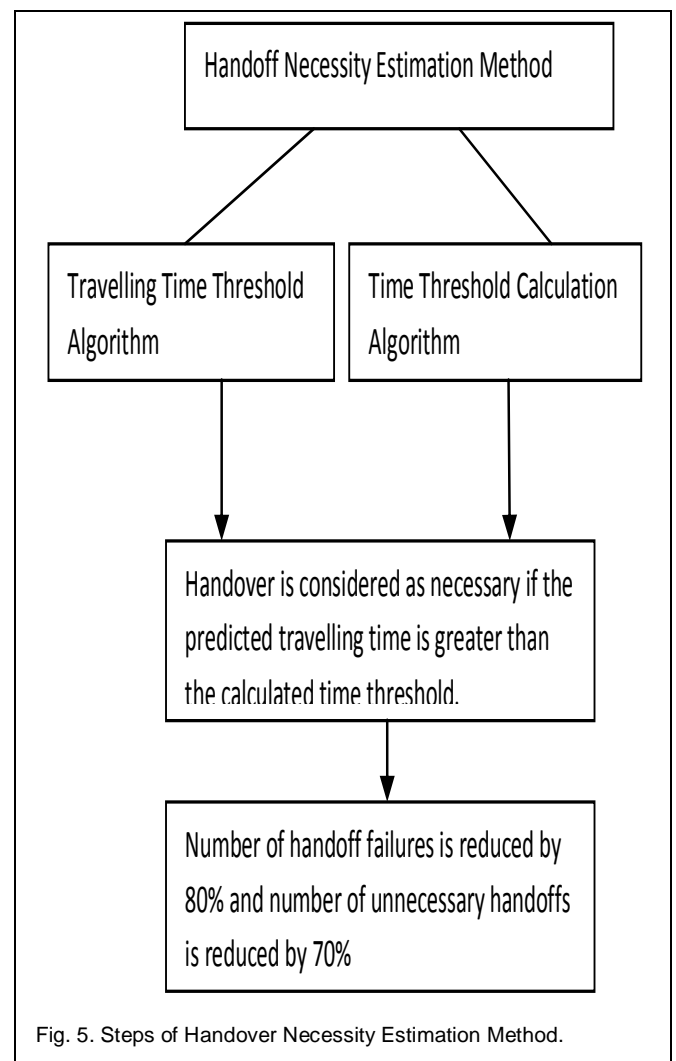 Handoff Necessity Estimation Method
Travelling Time Threshold
Algorithm
Time Threshold Calculation
Algorithm
Handover is considered as necessary if the
predicted travelling time is greater than
the calculated time threshold.
Number of handoff failures is reduced by
80% and number of unnecessary handoffs
is reduced by 70%
Fig. 5. Steps of Handover Necessity Estimation Method.